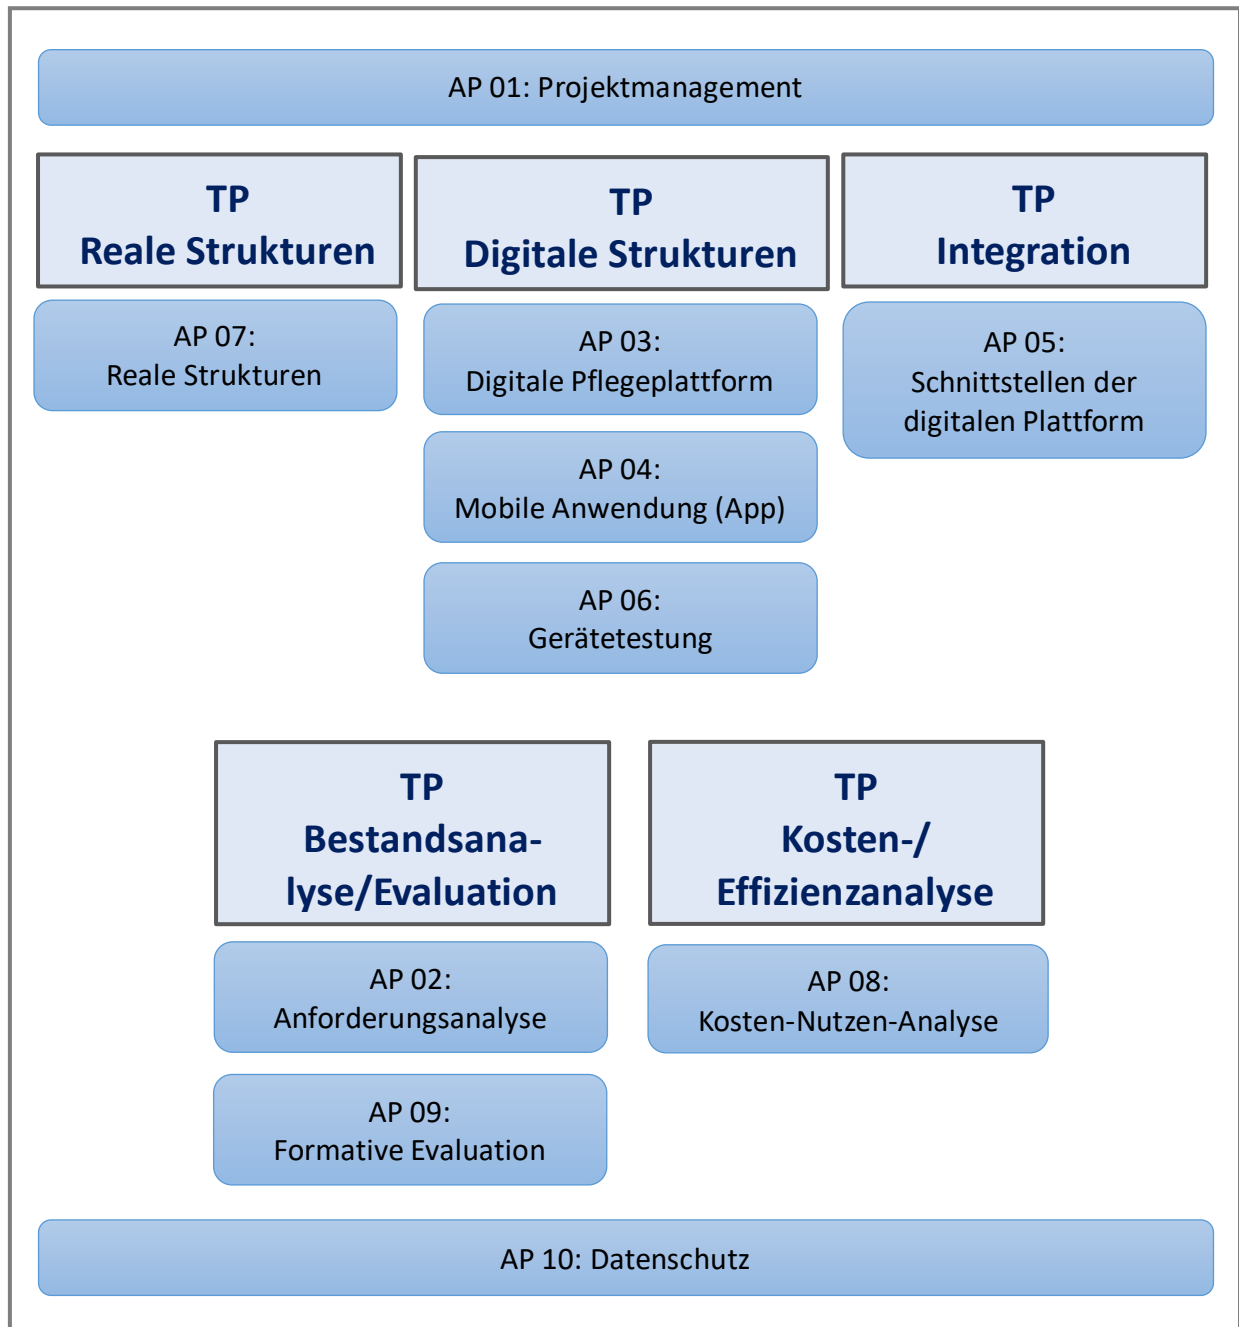 AP 01: Projektmanagement
TP
Reale Strukturen
AP 07:
Reale Strukturen
TP
Digitale Strukturen
AP 03:
Digitale Pflegeplattform
AP 04:
Mobile Anwendung (App)
AP 06:
Gerätetestung
TP
Integration
AP 05:
Schnittstellen der
digitalen Plattform
TP
Bestandsana-
lyse/Evaluation
AP 02:
Anforderungsanalyse
AP 09:
Formative Evaluation
TP
Kosten-/
Effizienzanalyse
AP 08:
Kosten-Nutzen-Analyse
AP 10: Datenschutz